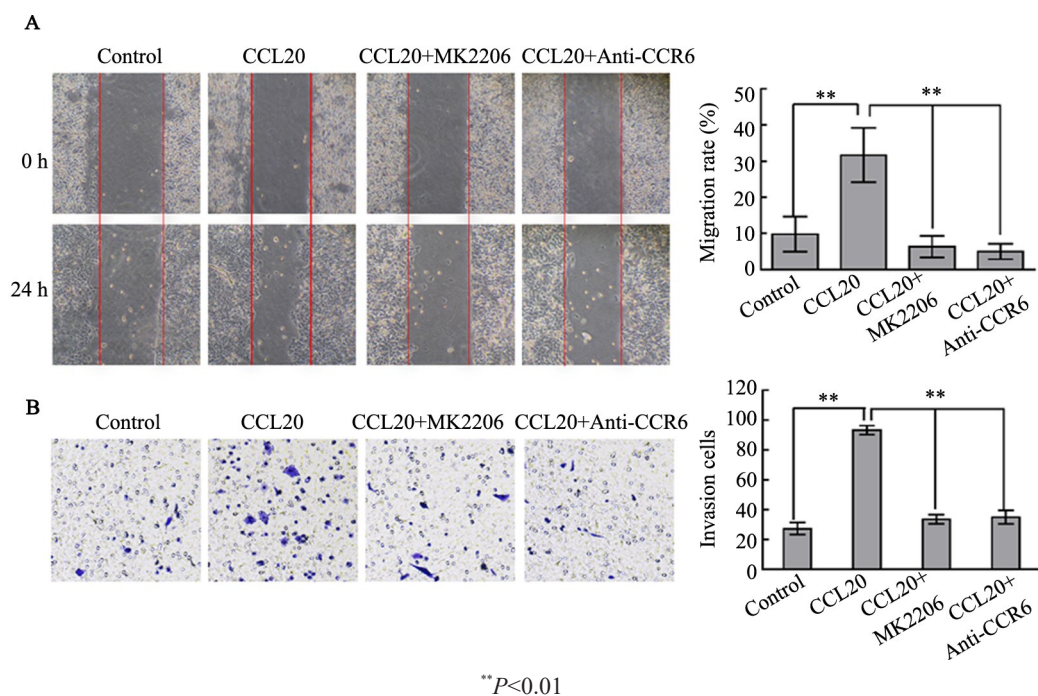 A
Control CCL20 CCL20+MK2206 CCL20+Anti-CCR6
0 h
24 h
Migration rate (%)
50
40
30
20
10
0
** **
Control
CCL20
CCL20+
MK2206
CCL20+
Anti-CCR6
B
Control CCL20 CCL20+MK2206 CCL20+Anti-CCR6
Invasion cells
120
100
80
60
40
20
0
** **
Control
CCL20
CCL20+
MK2206
CCL20+
Anti-CCR6
**P<0.01